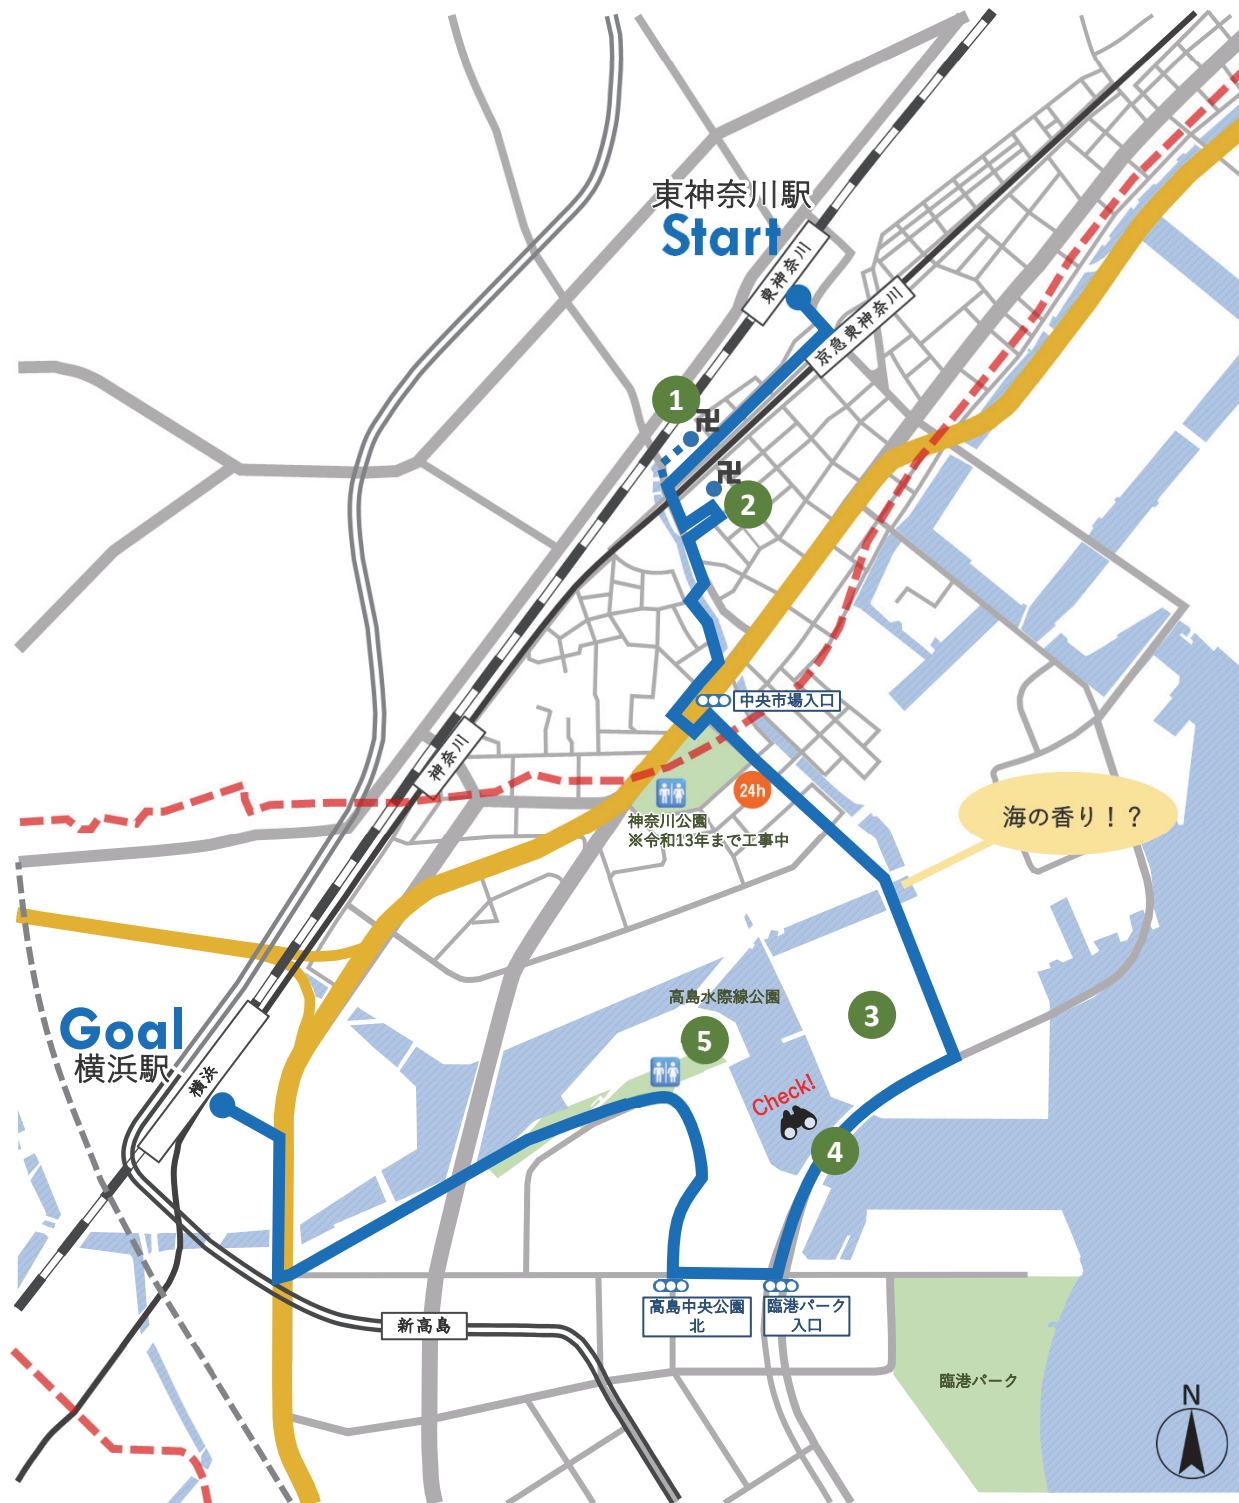 東神奈川駅
Start
東神奈川
京急東神奈川
1
卍
卍
2
神奈川
中央市場入口
24h
神奈川公園
※令和13年まで工事中
海の香り！？
高島水際線公園
3
5
Goal
横浜駅
横浜
Check!
4
新高島
高島中央公園
北
臨港パーク
入口
臨港パーク
N